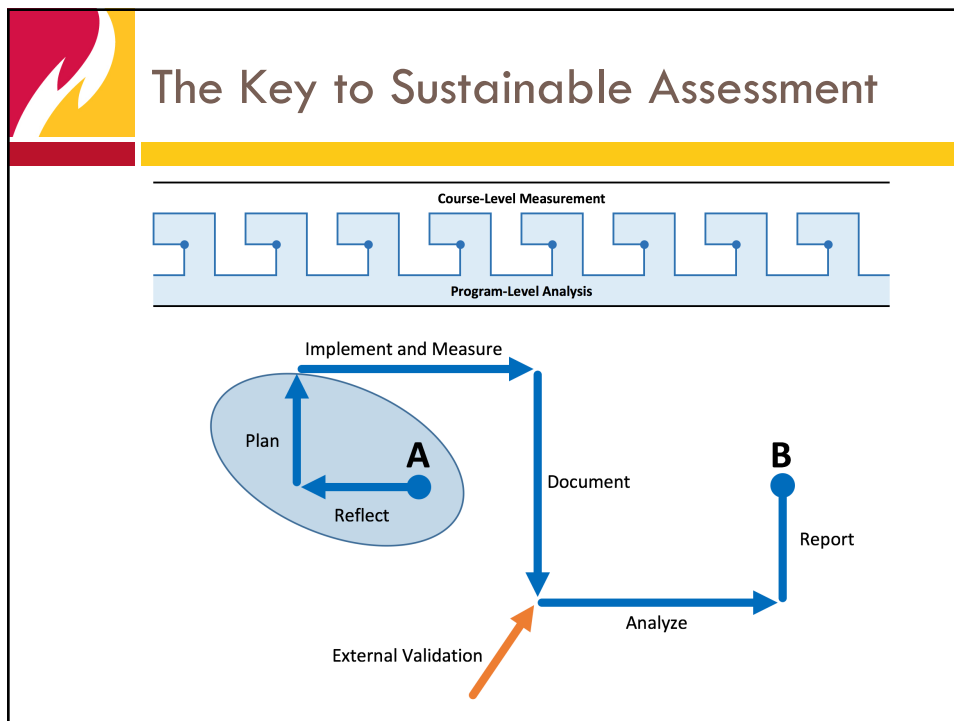 The Key to Sustainable Assessment
Course-Level Measurement
Program-Level Analysis
Implement and Measure
Plan
A
B
Reflect
Document
Report
Analyze
External Validation